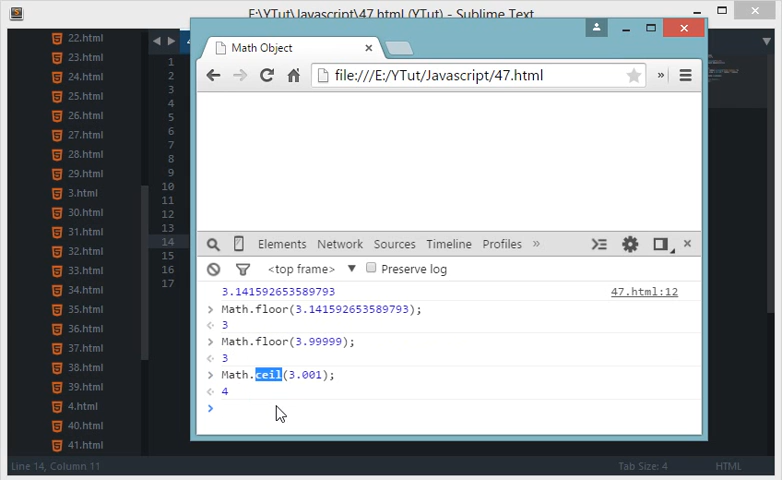 E:\YTut\Javascript\47.html (YTut) - Sublime Text
Math Object
file:///E:/YTut/Javascript/47.html
»
Elements Network Sources Timeline Profiles »
<top frame> ▼ Preserve log
3.141592653589793 47.html:12
> Math.floor(3.141592653589793);
3
> Math.floor(3.99999);
3
> Math.ceil(3.001);
4
>
22.html
23.html
24.html
25.html
26.html
27.html
28.html
29.html
3.html
30.html
31.html
32.html
33.html
34.html
35.html
36.html
37.html
38.html
39.html
4.html
40.html
41.html
1
2
3
4
5
6
7
8
9
10
11
12
13
14
15
16
17
Line 14, Column 11 Tab Size: 4 HTML